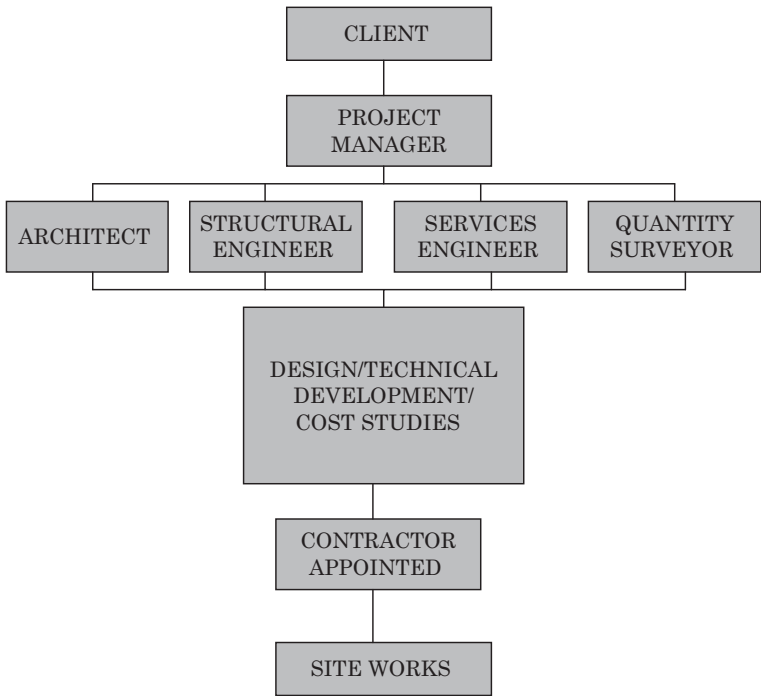 CLIENT
PROJECT
MANAGER
ARCHITECT
STRUCTURAL
ENGINEER
SERVICES
ENGINEER
QUANTITY
SURVEYOR
DESIGN/TECHNICAL
DEVELOPMENT/
COST STUDIES
CONTRACTOR
APPOINTED
SITE WORKS